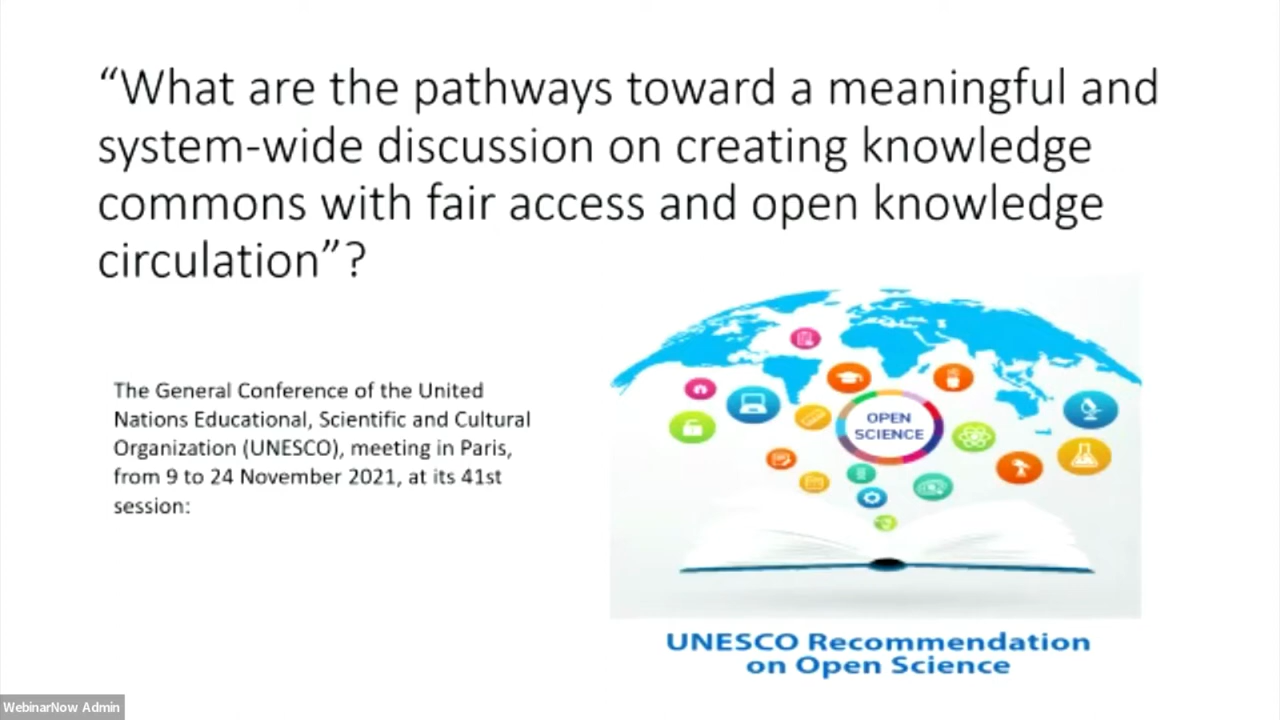 “What are the pathways toward a meaningful and
system-wide discussion on creating knowledge
commons with fair access and open knowledge
circulation”?
The General Conference of the United
Nations Educational, Scientific and Cultural
Organization (UNESCO), meeting in Paris,
from 9 to 24 November 2021, at its 41st
session:
OPEN
SCIENCE
UNESCO Recommendation
on Open Science
WebinarNow Admin